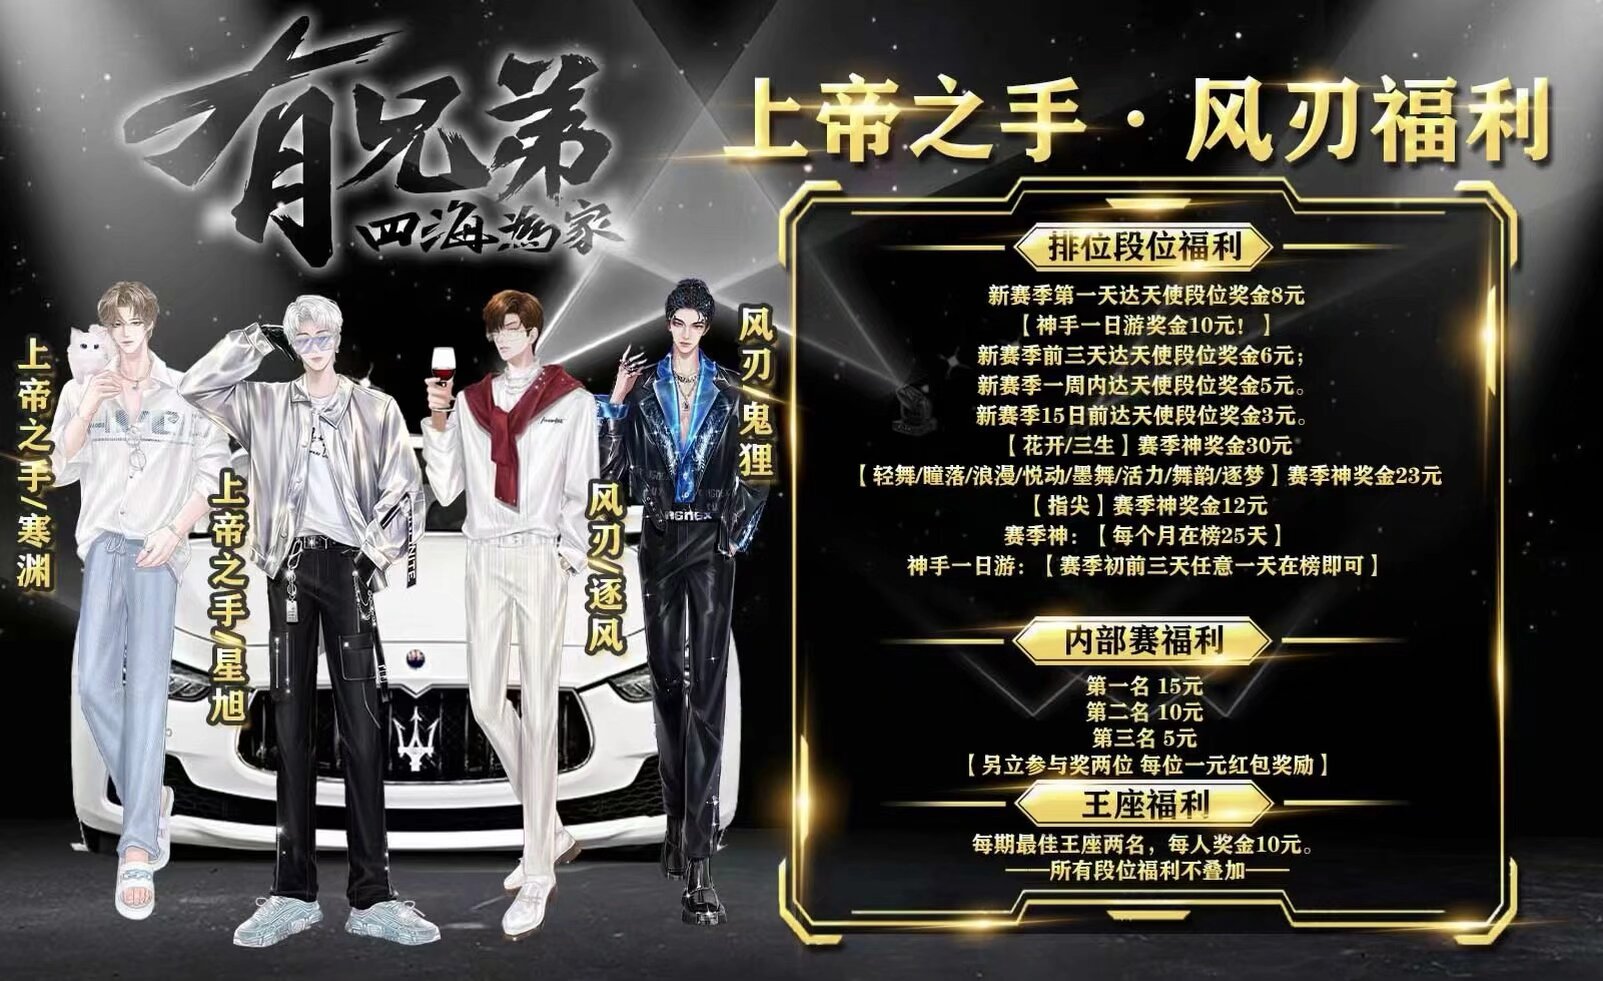 有兄弟
四海為家
上帝之手/寒渊
上帝之手/星旭
风刃/逐风
风刃/鬼狸
上帝之手·风刃福利
排位段位福利
新赛季第一天达天使段位奖金8元
【神手一日游奖金10元！】
新赛季前三天达天使段位奖金6元；
新赛季一周内达天使段位奖金5元。
新赛季15日前达天使段位奖金3元。
【花开/三生】赛季神奖金30元
【轻舞/瞳落/浪漫/悦动/墨舞/活力/舞韵/逐梦】赛季神奖金23元
【指尖】赛季神奖金12元
赛季神：【每个月在榜25天】
神手一日游：【赛季初前三天任意一天在榜即可】
内部赛福利
第一名 15元
第二名 10元
第三名 5元
【另立参与奖两位 每位一元红包奖励】
王座福利
每期最佳王座两名，每人奖金10元。
——所有段位福利不叠加——